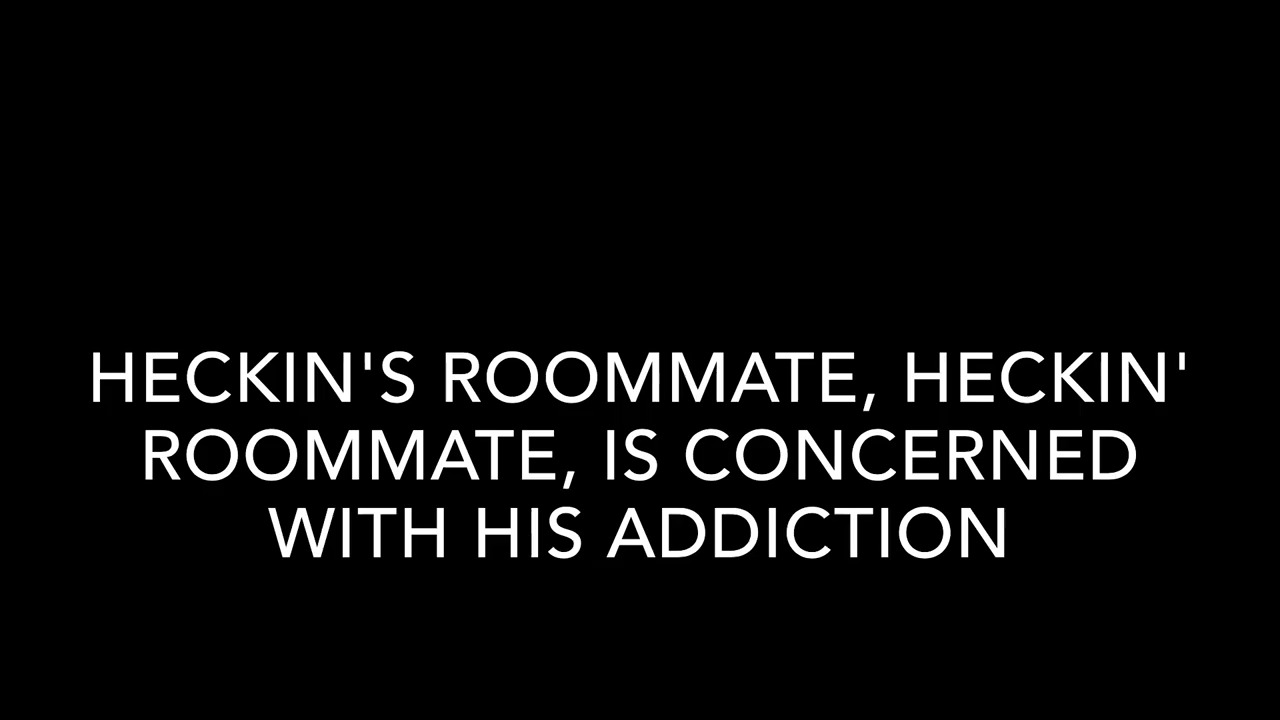 HECKIN'S ROOMMATE, HECKIN'
ROOMMATE, IS CONCERNED
WITH HIS ADDICTION